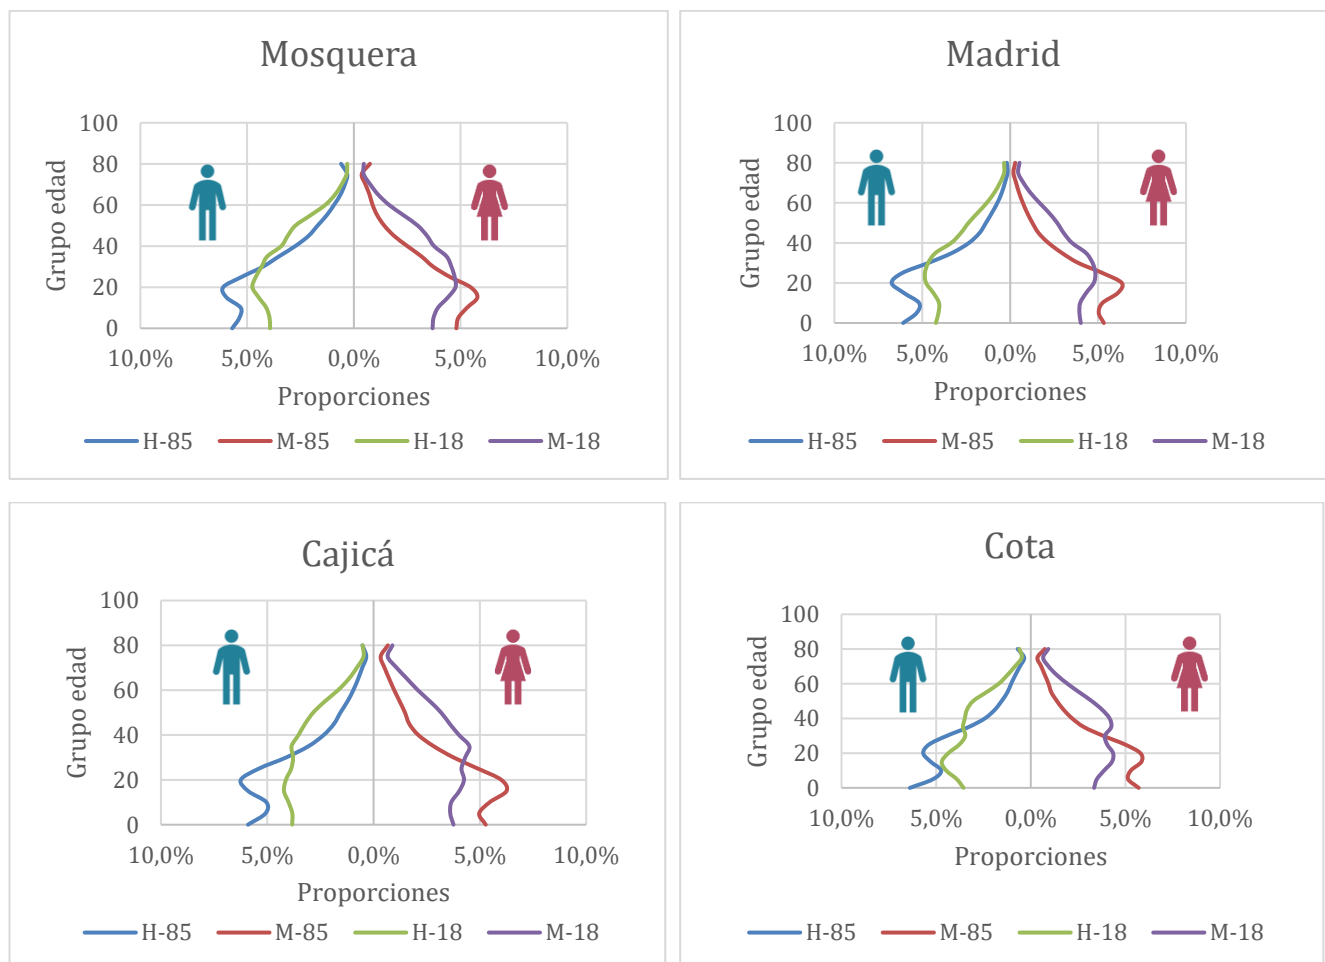 Mosquera
100
80
60
40
20
0
Grupo edad
10,0% 5,0% 0,0% 5,0% 10,0%
Proporciones
H-85 M-85 H-18 M-18
Madrid
100
80
60
40
20
0
Grupo edad
10,0% 5,0% 0,0% 5,0% 10,0%
Proporciones
H-85 M-85 H-18 M-18
Cajicá
100
80
60
40
20
0
Grupo edad
10,0% 5,0% 0,0% 5,0% 10,0%
Proporciones
H-85 M-85 H-18 M-18
Cota
100
80
60
40
20
0
Grupo edad
10,0% 5,0% 0,0% 5,0% 10,0%
Proporciones
H-85 M-85 H-18 M-18